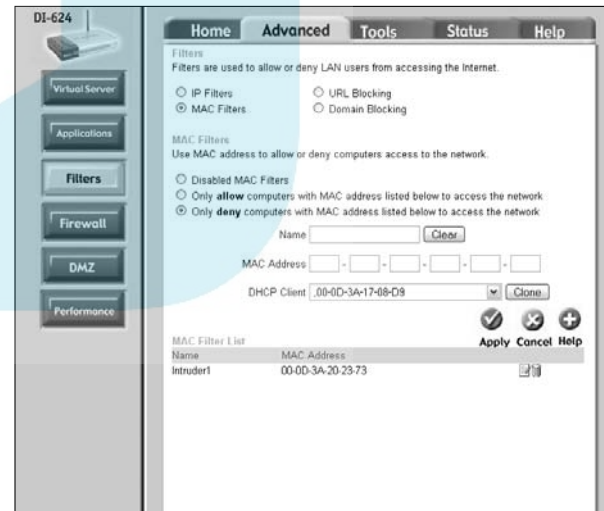 DI-624
Home Advanced Tools Status Help
Virtual Server
Applications
Filters
Firewall
DMZ
Performance
Filters
Filters are used to allow or deny LAN users from accessing the Internet.
IP Filters URL Blocking
MAC Filters Domain Blocking
MAC Filters
Use MAC address to allow or deny computers access to the network.
Disabled MAC Filters
Only allow computers with MAC address listed below to access the network
Only deny computers with MAC address listed below to access the network
Name Clear
MAC Address - - - - -
DHCP Client .00-0D-3A-17-08-D9 Clone
Apply Cancel Help
MAC Filter List
Name MAC Address
Intruder1 00-0D-3A-20-23-73